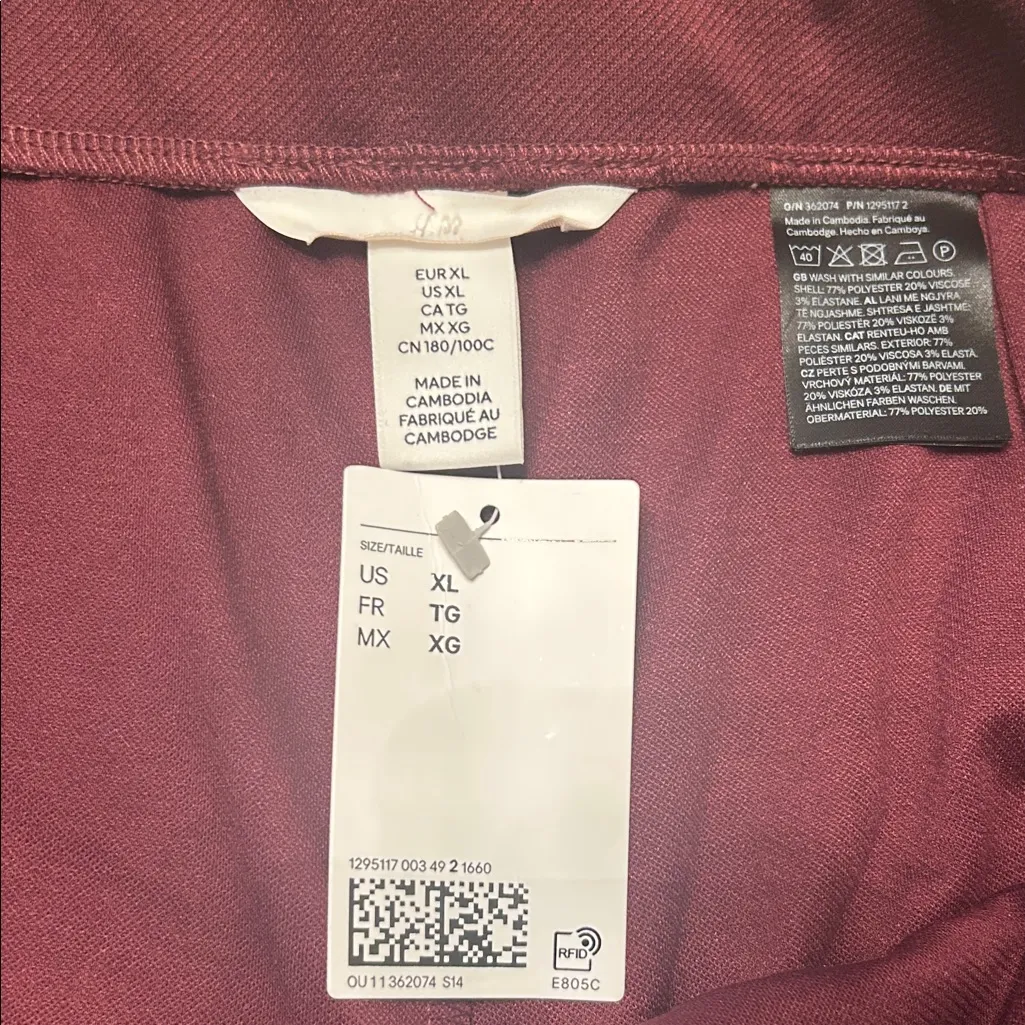 EUR XL
US XL
CA TG
MX XG
CN 180/100C
MADE IN
CAMBODIA
FABRIQUÉ AU
CAMBODGE
O/N 362074 P/N 1295117 2
Made in Cambodia. Fabriqué au
Cambodge. Hecho en Camboya.
40
P
GB WASH WITH SIMILAR COLOURS.
SHELL: 77% POLYESTER 20% VISCOSE
3% ELASTANE. AL LANI ME NGJYRA
TË NGJASHME. SHTRESA E JASHTME:
77% POLIESTËR 20% VISKOZË 3%
ELASTAN. CAT RENTEU-HO AMB
PECES SIMILARS. EXTERIOR: 77%
POLIÈSTER 20% VISCOSA 3% ELASTÀ.
CZ PERTE S PODOBNÝMI BARVAMI.
VRCHOVÝ MATERIÁL: 77% POLYESTER
20% VISKÓZA 3% ELASTAN. DE MIT
ÄHNLICHEN FARBEN WASCHEN.
OBERMATERIAL: 77% POLYESTER 20%
SIZE/TAILLE
US XL
FR TG
MX XG
1295117 003 49 2 1660
RFID
OU 11 362074 S14
E805C